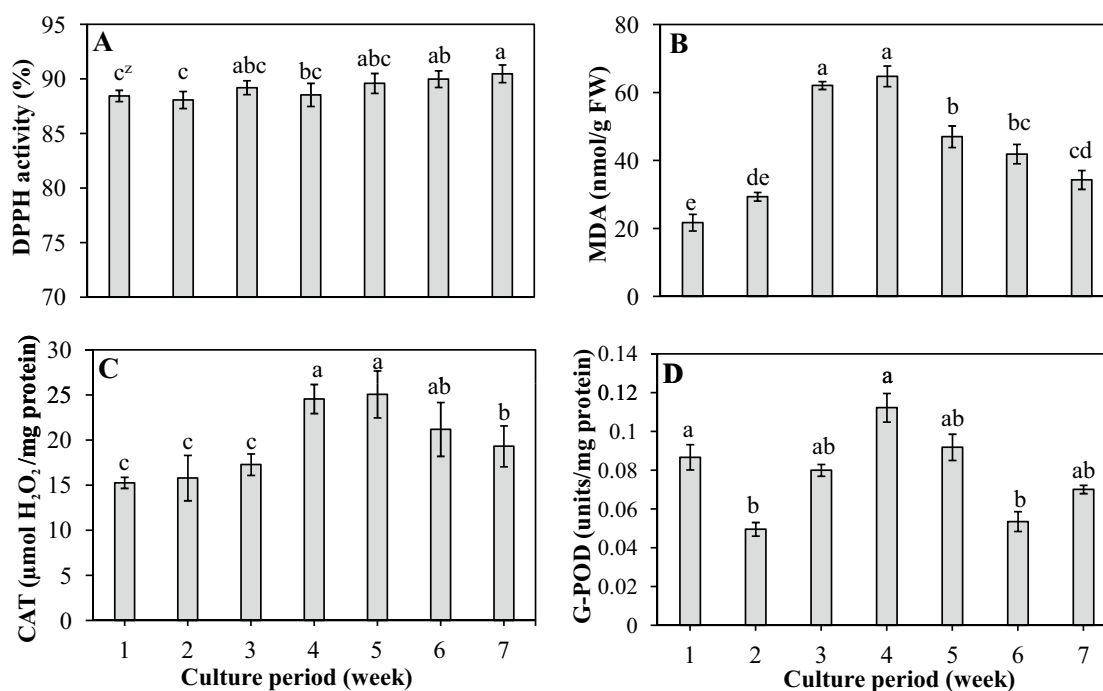 A
DPPH activity (%)
95
90
85
80
75
70
cᶻ c abc bc abc ab a
B
MDA (nmol/g FW)
80
60
40
20
0
e de a a b bc cd
C
CAT (µmol H₂O₂/mg protein)
30
25
20
15
10
5
0
c c c a a ab b
1 2 3 4 5 6 7
Culture period (week)
D
G-POD (units/mg protein)
0.14
0.12
0.1
0.08
0.06
0.04
0.02
0
a b ab a ab b ab
1 2 3 4 5 6 7
Culture period (week)